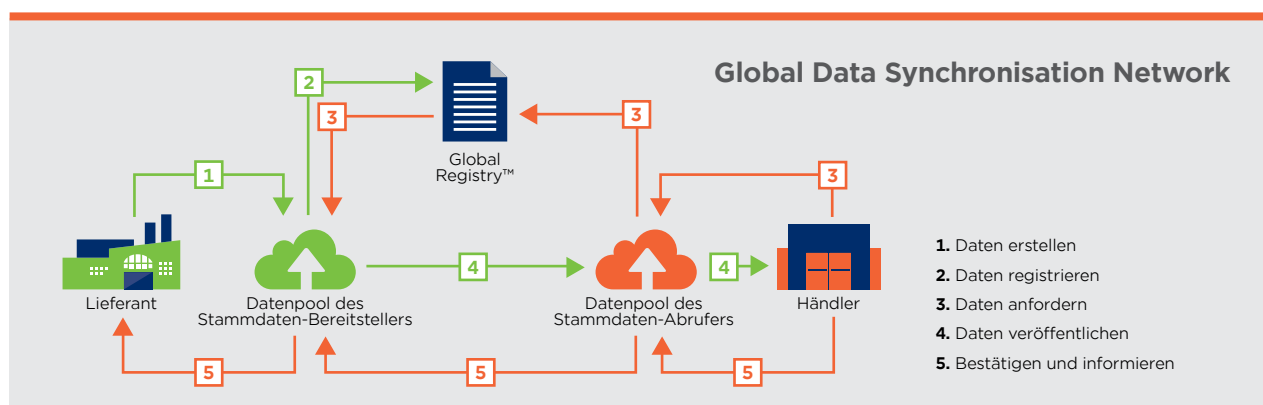 Global Data Synchronisation Network
2
3
3
Global
Registry™
1
3
4
4
Lieferant
Datenpool des
Stammdaten-Bereitstellers
Datenpool des
Stammdaten-Abrufers
Händler
5
5
5
1. Daten erstellen
2. Daten registrieren
3. Daten anfordern
4. Daten veröffentlichen
5. Bestätigen und informieren